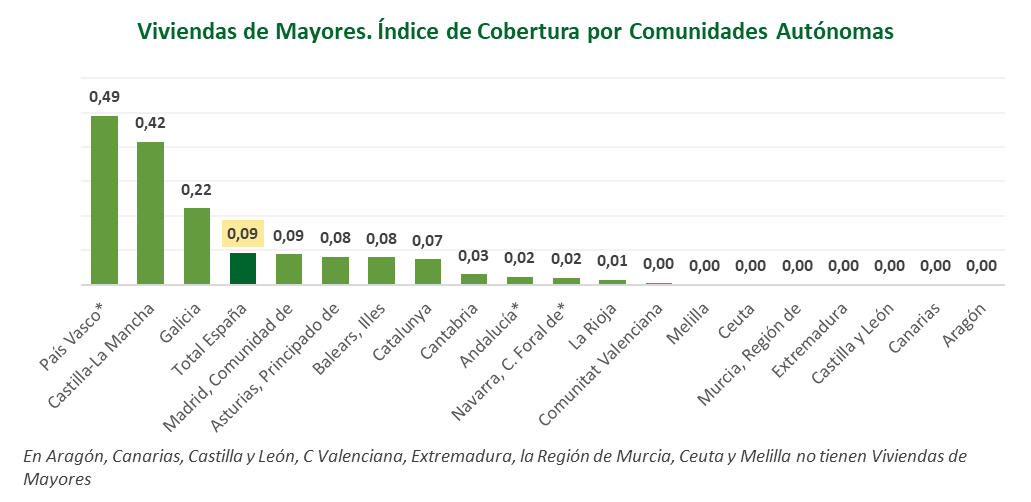 Viviendas de Mayores. Índice de Cobertura por Comunidades Autónomas
0,49
0,42
0,22
0,09
0,09
0,08
0,08
0,07
0,03
0,02
0,02
0,01
0,00
0,00
0,00
0,00
0,00
0,00
0,00
0,00
País Vasco*
Castilla-La Mancha
Galicia
Total España
Madrid, Comunidad de
Asturias, Principado de
Balears, Illes
Catalunya
Cantabria
Andalucía*
Navarra, C. Foral de*
La Rioja
Comunitat Valenciana
Melilla
Ceuta
Murcia, Región de
Extremadura
Castilla y León
Canarias
Aragón
En Aragón, Canarias, Castilla y León, C Valenciana, Extremadura, la Región de Murcia, Ceuta y Melilla no tienen Viviendas de
Mayores